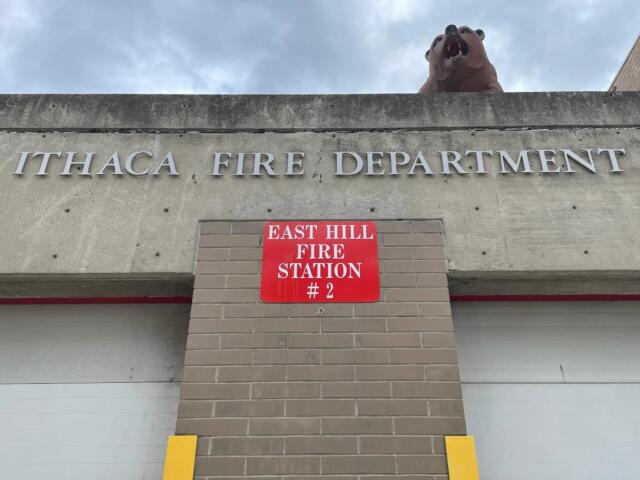 ITHACA FIRE DEPARTMENT
EAST HILL
FIRE
STATION
# 2